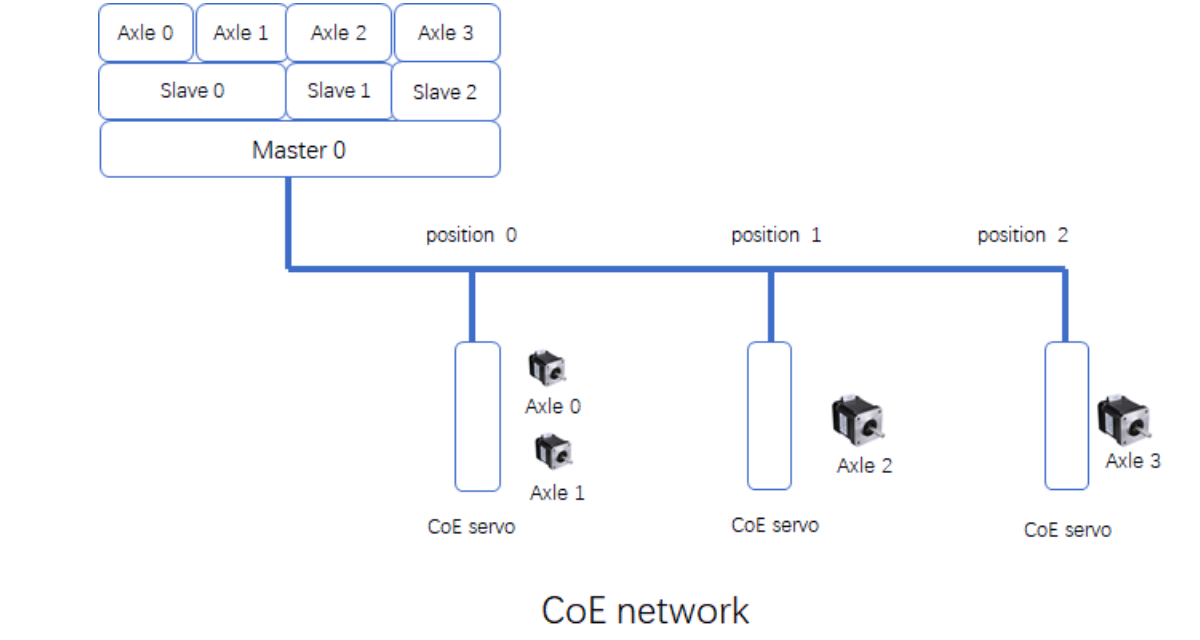 Axle 0 Axle 1 Axle 2 Axle 3
Slave 0 Slave 1 Slave 2
Master 0
position 0 position 1 position 2
Axle 0
Axle 1
Axle 2
Axle 3
CoE servo CoE servo CoE servo
CoE network